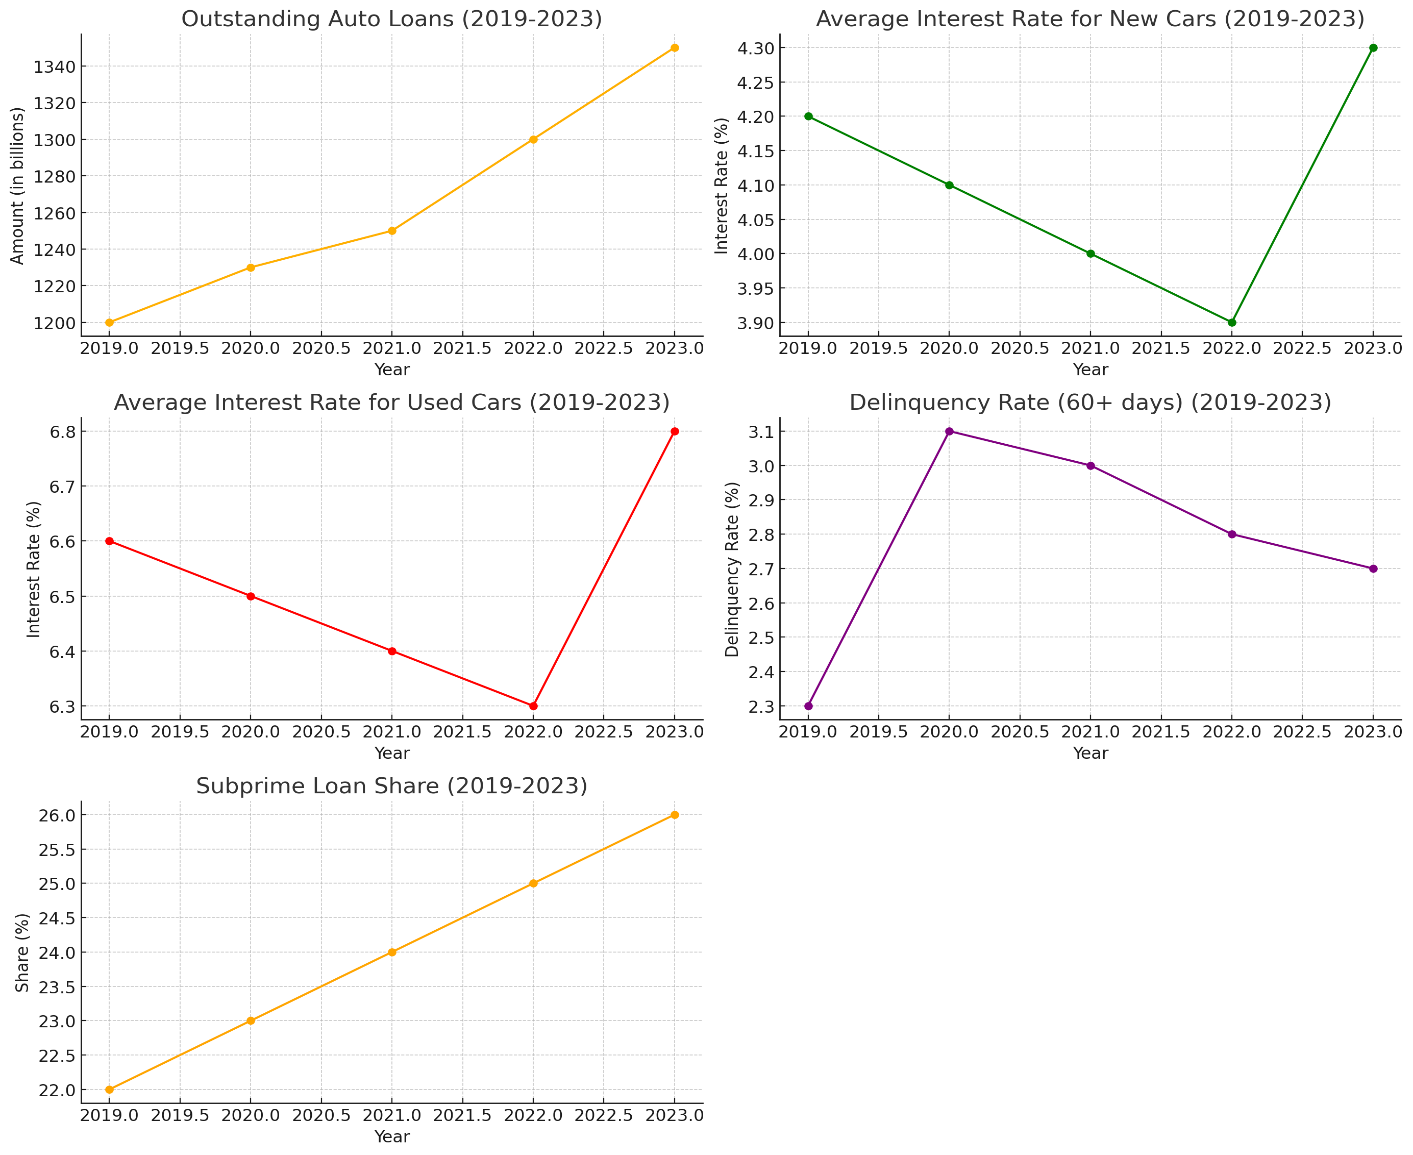 Outstanding Auto Loans (2019-2023)
Amount (in billions)
1340
1320
1300
1280
1260
1240
1220
1200
2019.0 2019.5 2020.0 2020.5 2021.0 2021.5 2022.0 2022.5 2023.0
Year
Average Interest Rate for New Cars (2019-2023)
Interest Rate (%)
4.30
4.25
4.20
4.15
4.10
4.05
4.00
3.95
3.90
2019.0 2019.5 2020.0 2020.5 2021.0 2021.5 2022.0 2022.5 2023.0
Year
Average Interest Rate for Used Cars (2019-2023)
Interest Rate (%)
6.8
6.7
6.6
6.5
6.4
6.3
2019.0 2019.5 2020.0 2020.5 2021.0 2021.5 2022.0 2022.5 2023.0
Year
Delinquency Rate (60+ days) (2019-2023)
Delinquency Rate (%)
3.1
3.0
2.9
2.8
2.7
2.6
2.5
2.4
2.3
2019.0 2019.5 2020.0 2020.5 2021.0 2021.5 2022.0 2022.5 2023.0
Year
Subprime Loan Share (2019-2023)
Share (%)
26.0
25.5
25.0
24.5
24.0
23.5
23.0
22.5
22.0
2019.0 2019.5 2020.0 2020.5 2021.0 2021.5 2022.0 2022.5 2023.0
Year